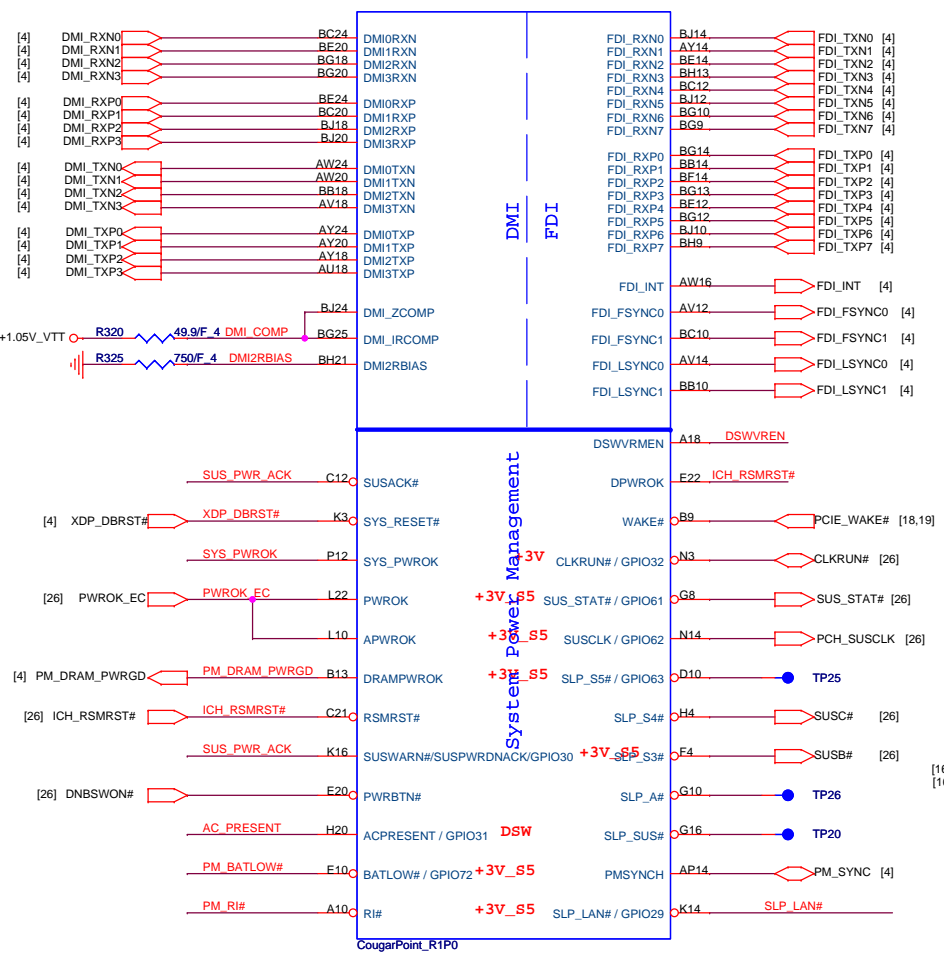 [4] DMI_RXN0 BC24 DMI0RXN FDI_RXN0 BJ14 FDI_TXN0 [4]
[4] DMI_RXN1 BE20 DMI1RXN FDI_RXN1 AY14 FDI_TXN1 [4]
[4] DMI_RXN2 BG18 DMI2RXN FDI_RXN2 BE14 FDI_TXN2 [4]
[4] DMI_RXN3 BG20 DMI3RXN FDI_RXN3 BH13 FDI_TXN3 [4]
FDI_RXN4 BC12 FDI_TXN4 [4]
[4] DMI_RXP0 BE24 DMI0RXP FDI_RXN5 BJ12 FDI_TXN5 [4]
[4] DMI_RXP1 BC20 DMI1RXP FDI_RXN6 BG10 FDI_TXN6 [4]
[4] DMI_RXP2 BJ18 DMI2RXP FDI_RXN7 BG9 FDI_TXN7 [4]
[4] DMI_RXP3 BJ20 DMI3RXP
FDI_RXP0 BG14 FDI_TXP0 [4]
[4] DMI_TXN0 AW24 DMI0TXN FDI_RXP1 BB14 FDI_TXP1 [4]
[4] DMI_TXN1 AW20 DMI1TXN FDI_RXP2 BF14 FDI_TXP2 [4]
[4] DMI_TXN2 BB18 DMI2TXN FDI_RXP3 BG13 FDI_TXP3 [4]
[4] DMI_TXN3 AV18 DMI3TXN FDI_RXP4 BE12 FDI_TXP4 [4]
FDI_RXP5 BG12 FDI_TXP5 [4]
[4] DMI_TXP0 AY24 DMI0TXP FDI_RXP6 BJ10 FDI_TXP6 [4]
[4] DMI_TXP1 AY20 DMI1TXP FDI_RXP7 BH9 FDI_TXP7 [4]
[4] DMI_TXP2 AY18 DMI2TXP
[4] DMI_TXP3 AU18 DMI3TXP
DMI
FDI
FDI_INT AW16 FDI_INT [4]
BJ24 DMI_ZCOMP FDI_FSYNC0 AV12 FDI_FSYNC0 [4]
+1.05V_VTT R320 49.9/F_4 DMI_COMP BG25 DMI_IRCOMP FDI_FSYNC1 BC10 FDI_FSYNC1 [4]
R325 750/F_4 DMI2RBIAS BH21 DMI2RBIAS FDI_LSYNC0 AV14 FDI_LSYNC0 [4]
FDI_LSYNC1 BB10 FDI_LSYNC1 [4]
DSWVRMEN A18 DSWVREN
System Power Management
SUS_PWR_ACK C12 SUSACK# DPWROK E22 ICH_RSMRST#
[4] XDP_DBRST# XDP_DBRST# K3 SYS_RESET# WAKE# B9 PCIE_WAKE# [18,19]
SYS_PWROK P12 SYS_PWROK +3V CLKRUN# / GPIO32 N3 CLKRUN# [26]
[26] PWROK_EC PWROK_EC L22 PWROK +3V_S5 SUS_STAT# / GPIO61 G8 SUS_STAT# [26]
L10 APWROK +3V_S5 SUSCLK / GPIO62 N14 PCH_SUSCLK [26]
[4] PM_DRAM_PWRGD PM_DRAM_PWRGD B13 DRAMPWROK +3V_S5 SLP_S5# / GPIO63 D10 TP25
[26] ICH_RSMRST# ICH_RSMRST# C21 RSMRST# SLP_S4# H4 SUSC# [26]
SUS_PWR_ACK K16 SUSWARN#/SUSPWRDNACK/GPIO30 +3V_S5 SLP_S3# F4 SUSB# [26]
[26] DNBSWON# E20 PWRBTN# SLP_A# G10 TP26
AC_PRESENT H20 ACPRESENT / GPIO31 DSW SLP_SUS# G16 TP20
PM_BATLOW# E10 BATLOW# / GPIO72 +3V_S5 PMSYNCH AP14 PM_SYNC [4]
PM_RI# A10 RI# +3V_S5 SLP_LAN# / GPIO29 K14 SLP_LAN#
CougarPoint_R1P0